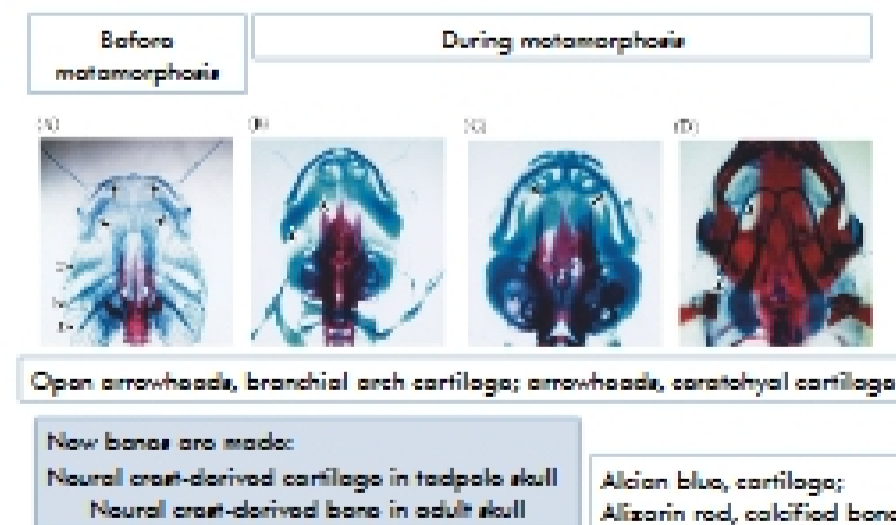 Before
metamorphosis
During metamorphosis
(A)
(B)
(C)
(D)
Open arrowheads, branchial arch cartilage; arrowheads, ceratohyal cartilage
New bones are made:
Neural crest-derived cartilage in tadpole skull
Neural crest-derived bone in adult skull
Alcian blue, cartilage;
Alizarin red, calcified bone